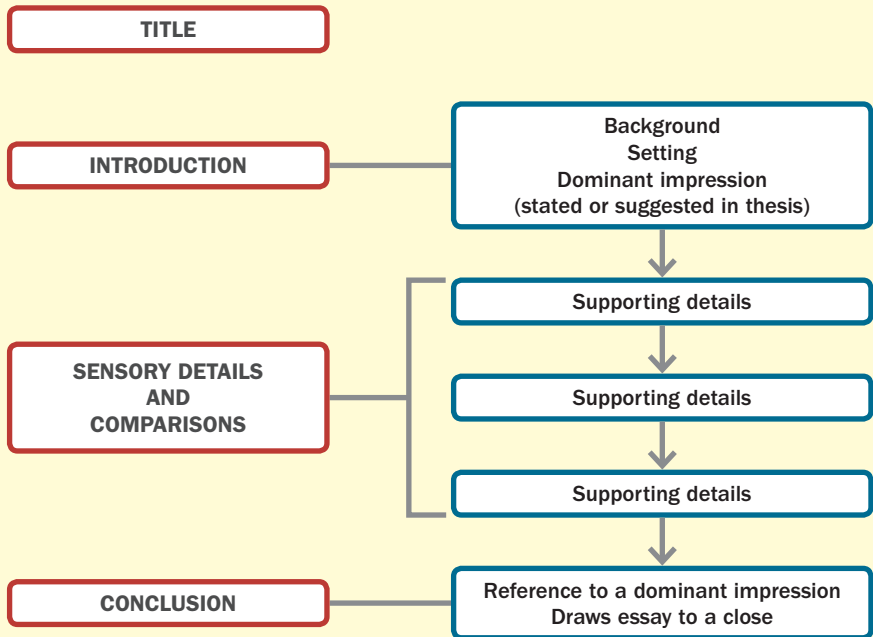 TITLE
INTRODUCTION
Background
Setting
Dominant impression
(stated or suggested in thesis)
SENSORY DETAILS
AND
COMPARISONS
Supporting details
Supporting details
Supporting details
CONCLUSION
Reference to a dominant impression
Draws essay to a close